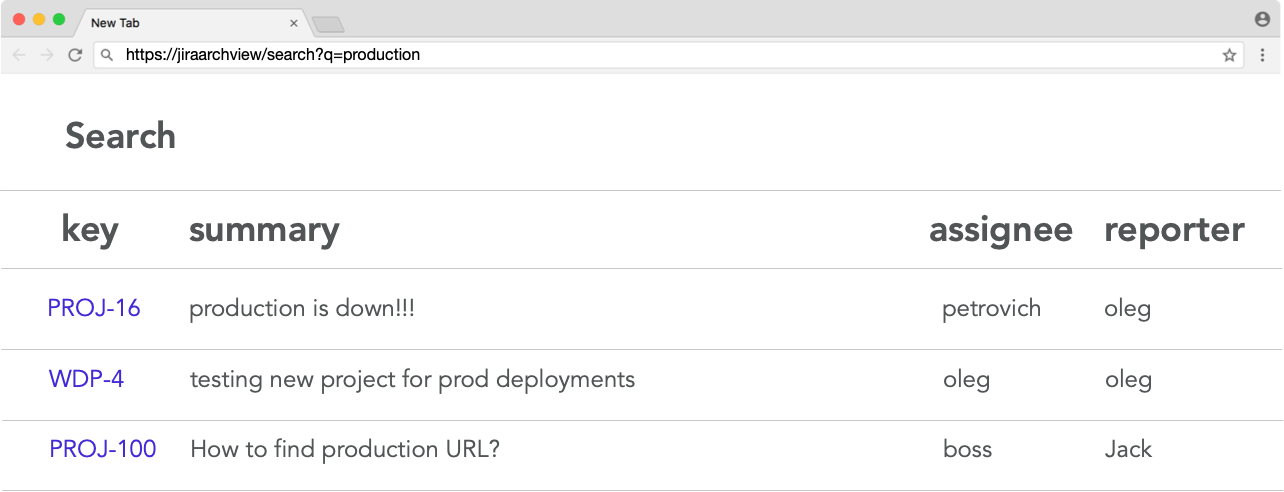 New Tab
https://jiraarchview/search?q=production
Search
key summary assignee reporter
PROJ-16 production is down!!! petrovich oleg
WDP-4 testing new project for prod deployments oleg oleg
PROJ-100 How to find production URL? boss Jack